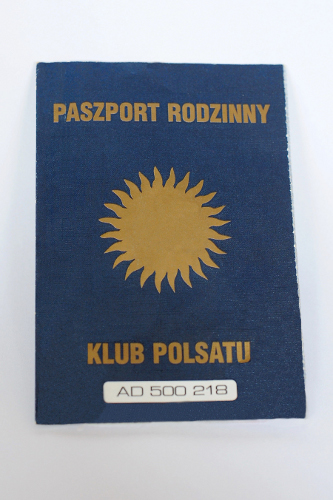 PASZPORT RODZINNY
KLUB POLSATU
AD 500 218